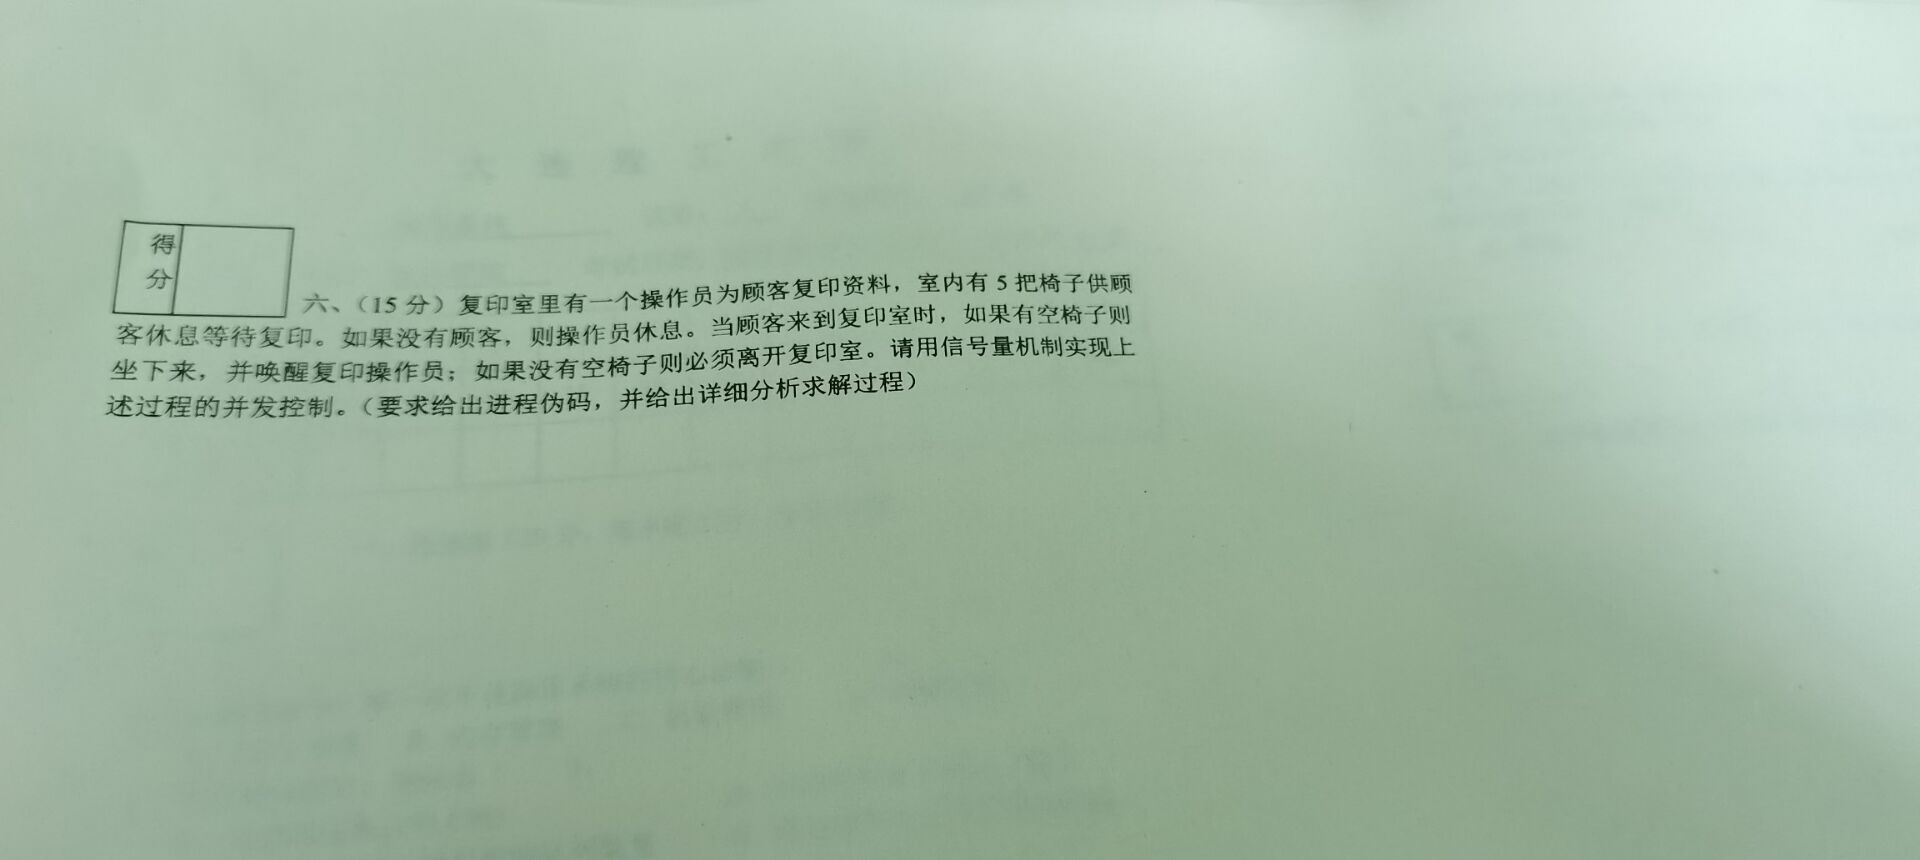 得
分
六、（15 分）复印室里有一个操作员为顾客复印资料，室内有 5 把椅子供顾
客休息等待复印。如果没有顾客，则操作员休息。当顾客来到复印室时，如果有空椅子则
坐下来，并唤醒复印操作员；如果没有空椅子则必须离开复印室。请用信号量机制实现上
述过程的并发控制。（要求给出进程伪码，并给出详细分析求解过程）